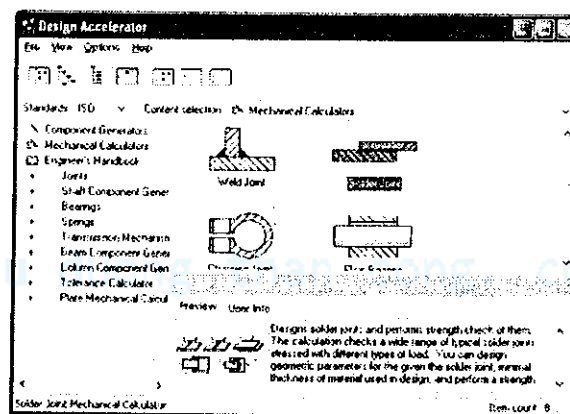 Design Accelerator
File View Options Help
Standards: ISO Content selection: Mechanical Calculators
Component Generators
Mechanical Calculators
Engineer's Handbook
Joints
Shaft Component Gener
Bearings
Springs
Transmission Mechanism
Beam Component Gener
Column Component Gen
Tolerance Calculator
Plate Mechanical Calcul
Weld Joint
Solder Joint
Clamping Joint
Plain Bearing
Preview User Info
Designs solder joints and performs strength check of them.
The calculation checks a wide range of typical solder joints
stressed with different types of load. You can design
geometric parameters for the given the solder joint, minimal
thickness of material used in design, and perform a strength
Solder Joint Mechanical Calculator
Item count: 8